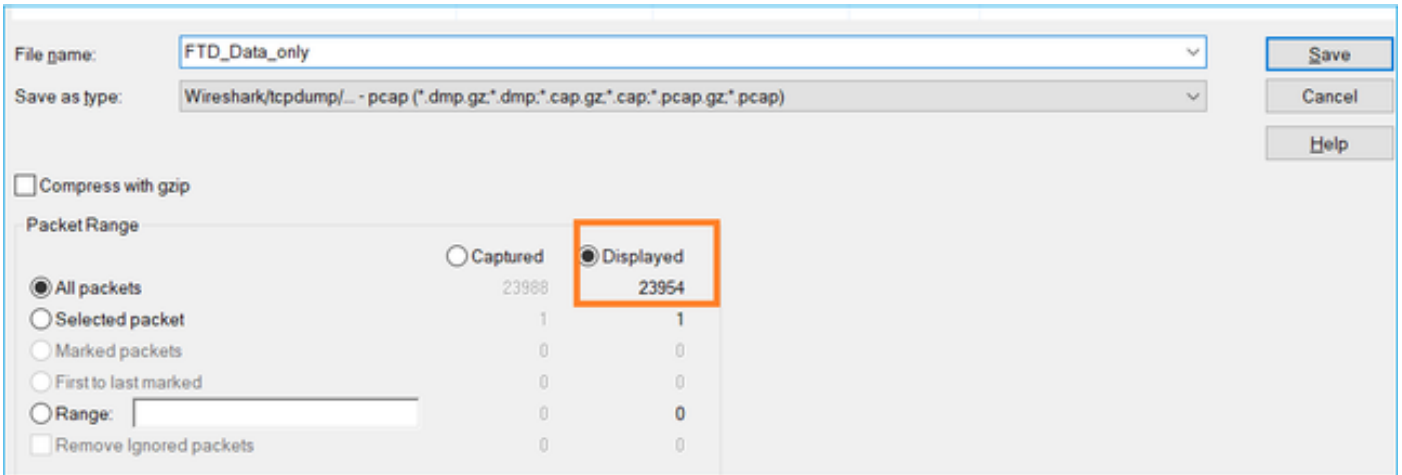 File name: FTD_Data_only Save
Save as type: Wireshark/tcpdump/... - pcap (*.dmp.gz;*.dmp;*.cap.gz;*.cap;*.pcap.gz;*.pcap) Cancel
Help
Compress with gzip
Packet Range
Captured Displayed
All packets 23988 23954
Selected packet 1 1
Marked packets 0 0
First to last marked 0 0
Range: 0 0
Remove Ignored packets 0 0